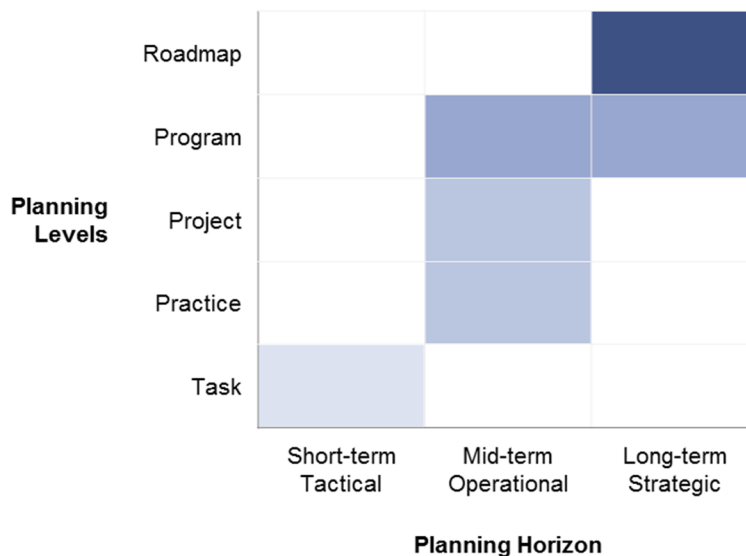 Roadmap
Program
Planning
Levels
Project
Practice
Task
Short-term
Tactical
Mid-term
Operational
Long-term
Strategic
Planning Horizon